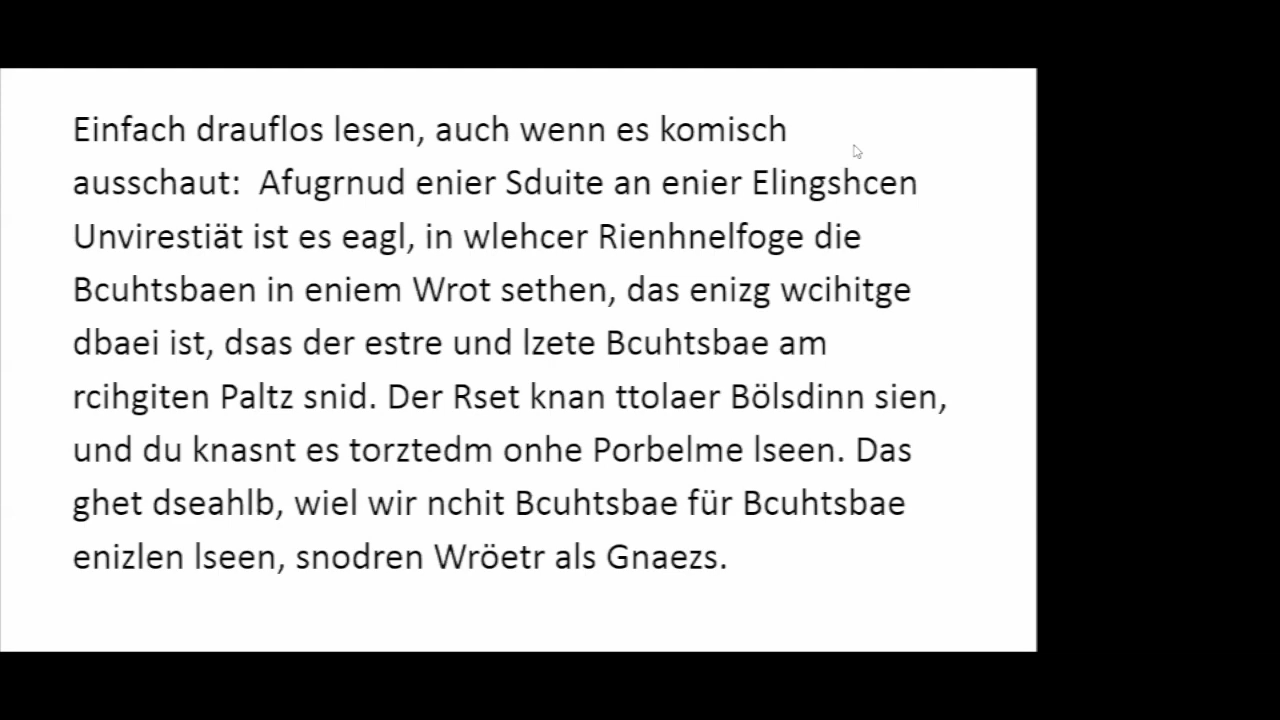 Einfach drauflos lesen, auch wenn es komisch
ausschaut:  Afugrnud enier Sduite an enier Elingshcen
Unvirestiät ist es eagl, in wlehcer Rienhnelfoge die
Bcuhtsbaen in eniem Wrot sethen, das enizg wcihitge
dbaei ist, dsas der estre und lzete Bcuhtsbae am
rcihgiten Paltz snid. Der Rset knan ttolaer Bölsdinn sien,
und du knasnt es torztedm onhe Porbelme lseen. Das
ghet dseahlb, wiel wir nchit Bcuhtsbae für Bcuhtsbae
enizlen lseen, snodren Wröetr als Gnaezs.